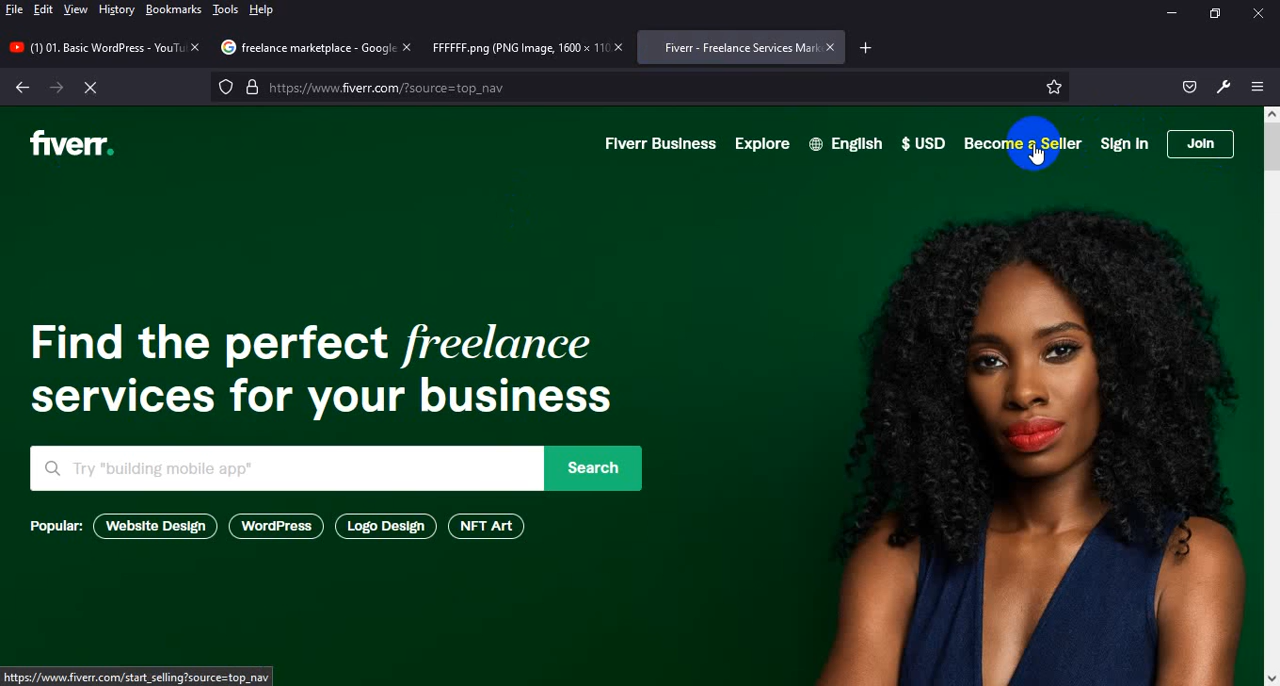 File Edit View History Bookmarks Tools Help
(1) 01. Basic WordPress - YouTu
freelance marketplace - Google
FFFFFF.png (PNG Image, 1600 × 110
Fiverr - Freelance Services Mark
https://www.fiverr.com/?source=top_nav
fiverr.
Fiverr Business Explore English $ USD Become a Seller Sign In Join
Find the perfect freelance
services for your business
Try "building mobile app"
Search
Popular: Website Design WordPress Logo Design NFT Art
https://www.fiverr.com/start_selling?source=top_nav